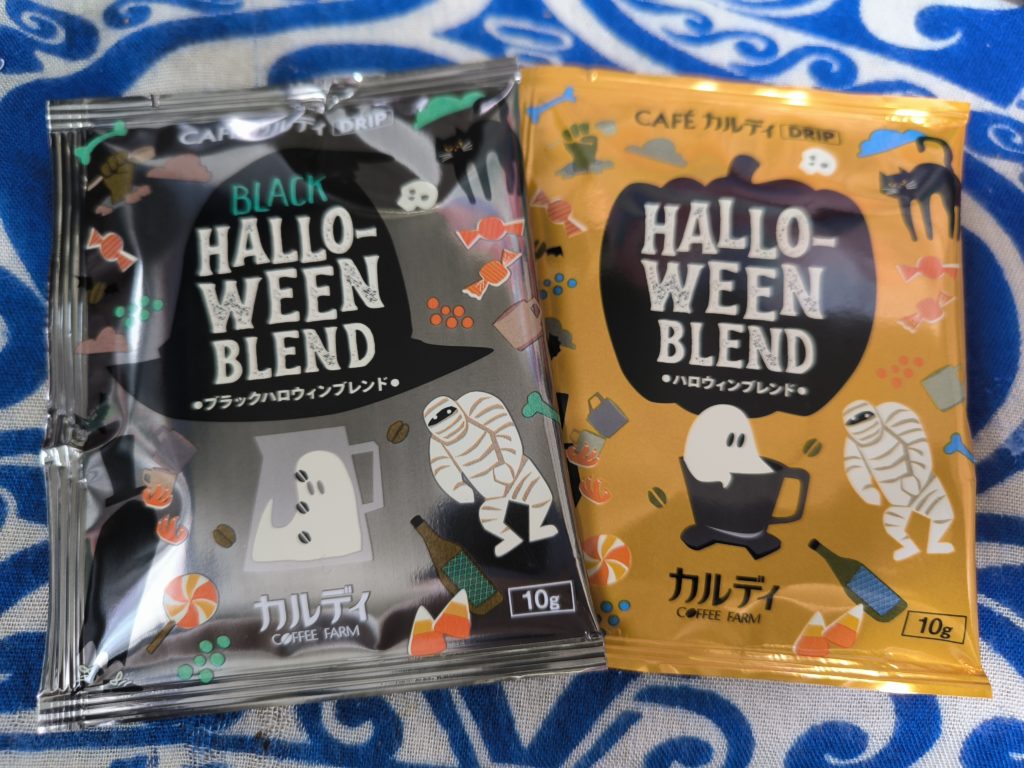 CAFÉ カルディ DRIP
BLACK
HALLO-
WEEN
BLEND
•ブラックハロウィンブレンド•
カルディ
COFFEE FARM
10g
CAFÉ カルディ DRIP
HALLO-
WEEN
BLEND
•ハロウィンブレンド•
カルディ
COFFEE FARM
10g